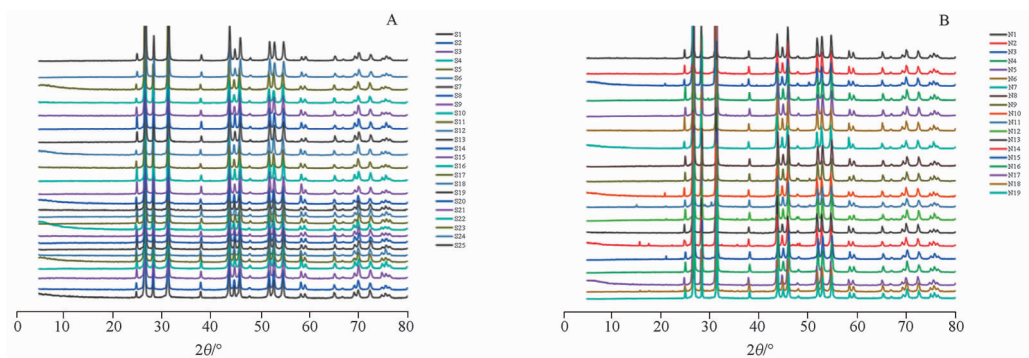 A
S1
S2
S3
S4
S5
S6
S7
S8
S9
S10
S11
S12
S13
S14
S15
S16
S17
S18
S19
S20
S21
S22
S23
S24
S25
0 10 20 30 40 50 60 70 80
2θ/°
B
N1
N2
N3
N4
N5
N6
N7
N8
N9
N10
N11
N12
N13
N14
N15
N16
N17
N18
N19
0 10 20 30 40 50 60 70 80
2θ/°